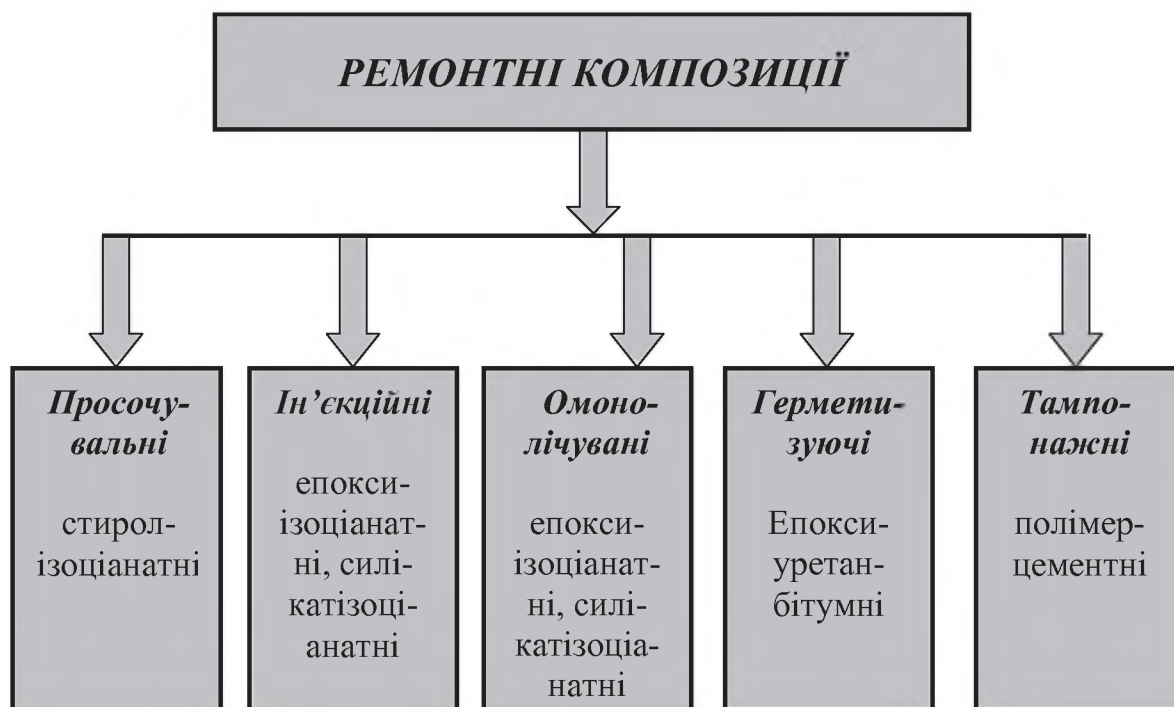 РЕМОНТНІ КОМПОЗИЦІЇ
Просочу-
вальні
стирол-
ізоціанатні
Ін’єкційні
епокси-
ізоціанат-
ні, силі-
катізоці-
анатні
Омоно-
лічувані
епокси-
ізоціанат-
ні, силі-
катізоціа-
натні
Гермети-
зуючі
Епокси-
уретан-
бітумні
Тампо-
нажні
полімер-
цементні